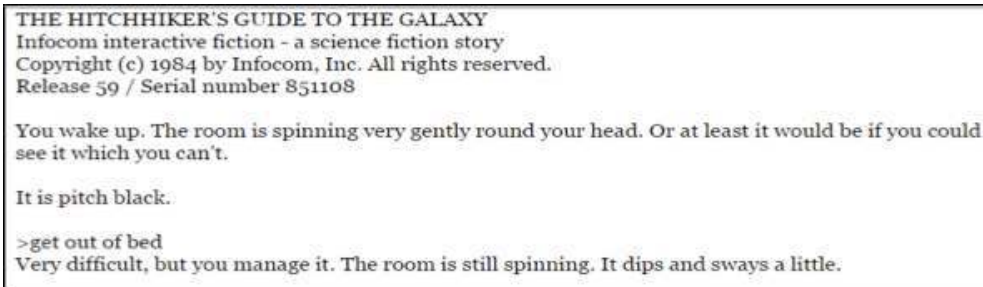 THE HITCHHIKER'S GUIDE TO THE GALAXY
Infocom interactive fiction - a science fiction story
Copyright (c) 1984 by Infocom, Inc. All rights reserved.
Release 59 / Serial number 851108
You wake up. The room is spinning very gently round your head. Or at least it would be if you could
see it which you can't.
It is pitch black.
>get out of bed
Very difficult, but you manage it. The room is still spinning. It dips and sways a little.